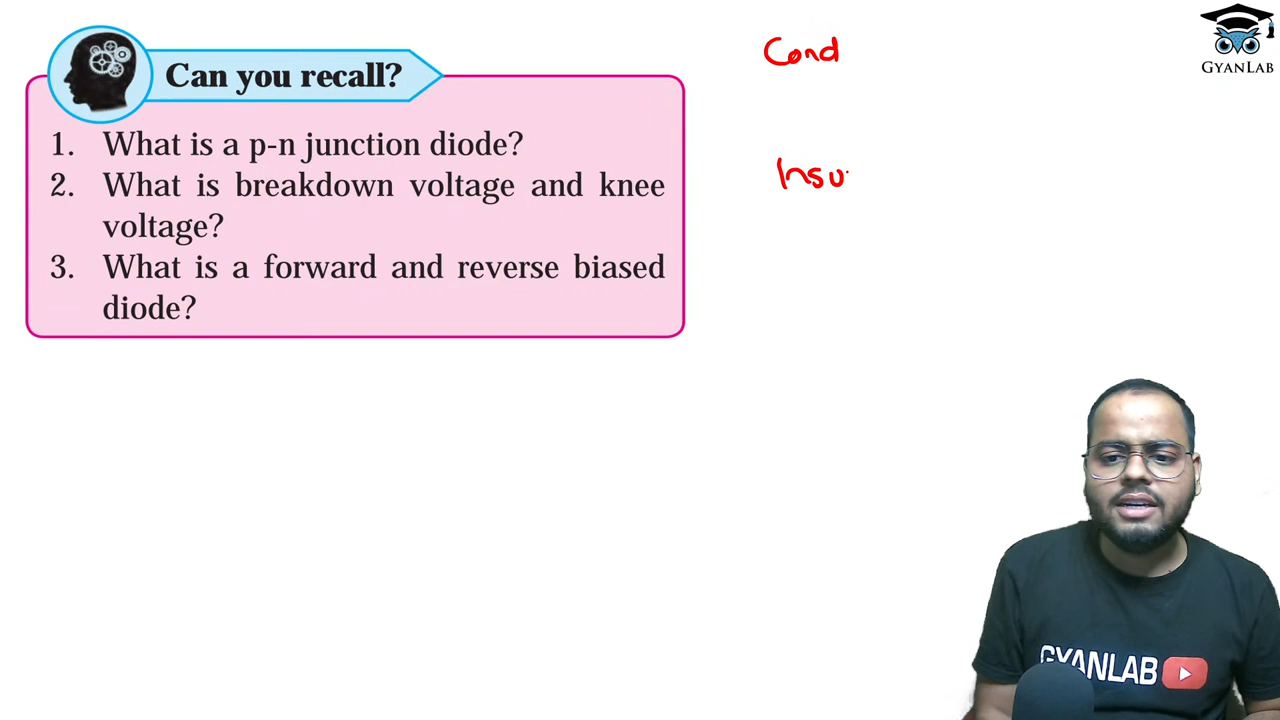 Can you recall?
1. What is a p-n junction diode?
2. What is breakdown voltage and knee
voltage?
3. What is a forward and reverse biased
diode?
Cond
Insu
GYANLAB
GYANLAB